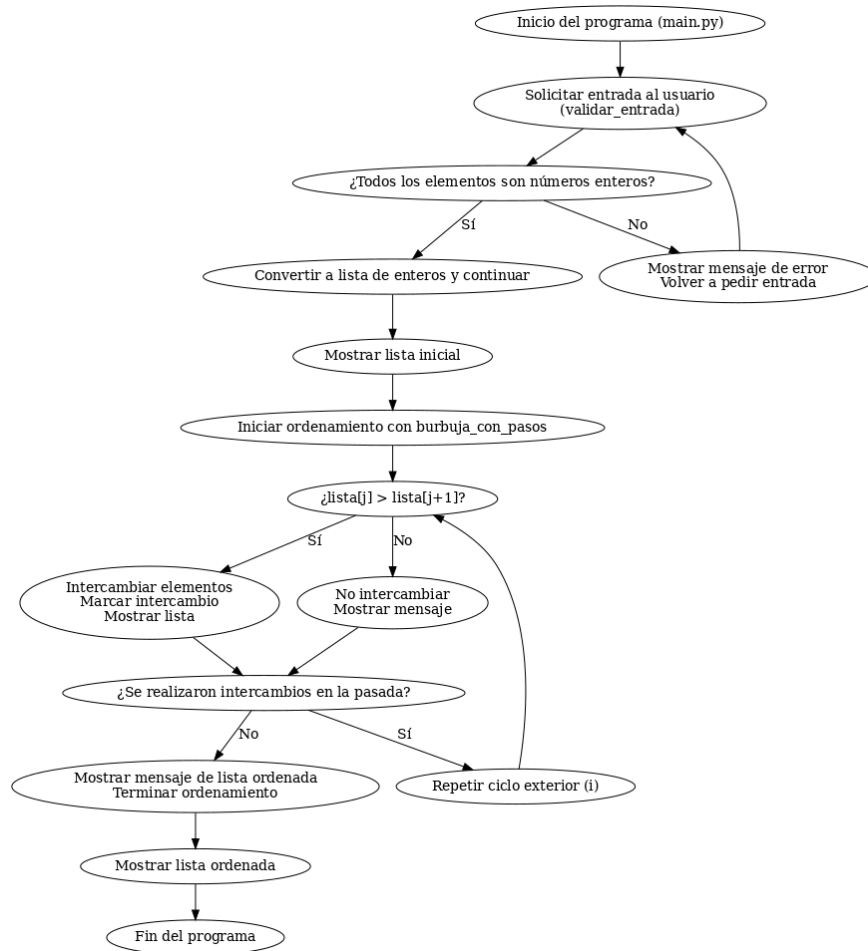 Inicio del programa (main.py)
Solicitar entrada al usuario
(validar_entrada)
¿Todos los elementos son números enteros?
Sí
No
Convertir a lista de enteros y continuar
Mostrar mensaje de error
Volver a pedir entrada
Mostrar lista inicial
Iniciar ordenamiento con burbuja_con_pasos
¿lista[j] > lista[j+1]?
Sí
No
Intercambiar elementos
Marcar intercambio
Mostrar lista
No intercambiar
Mostrar mensaje
¿Se realizaron intercambios en la pasada?
No
Sí
Mostrar mensaje de lista ordenada
Terminar ordenamiento
Repetir ciclo exterior (i)
Mostrar lista ordenada
Fin del programa